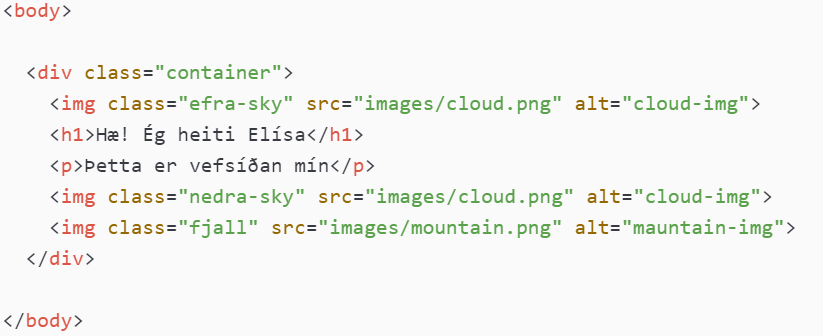 <body>
<div class="container">
<img class="efra-sky" src="images/cloud.png" alt="cloud-img">
<h1>Hæ! Ég heiti Elísa</h1>
<p>Þetta er vefsíðan mín</p>
<img class="nedra-sky" src="images/cloud.png" alt="cloud-img">
<img class="fjall" src="images/mountain.png" alt="mauntain-img">
</div>
</body>